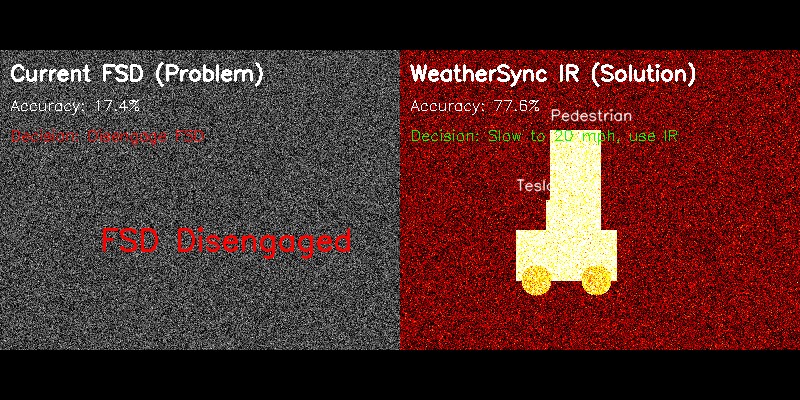 Current FSD (Problem)
Accuracy: 17.4%
Decision: Disengage FSD
FSD Disengaged
WeatherSync IR (Solution)
Accuracy: 77.6%
Pedestrian
Decision: Slow to 20 mph, use IR
Tesla